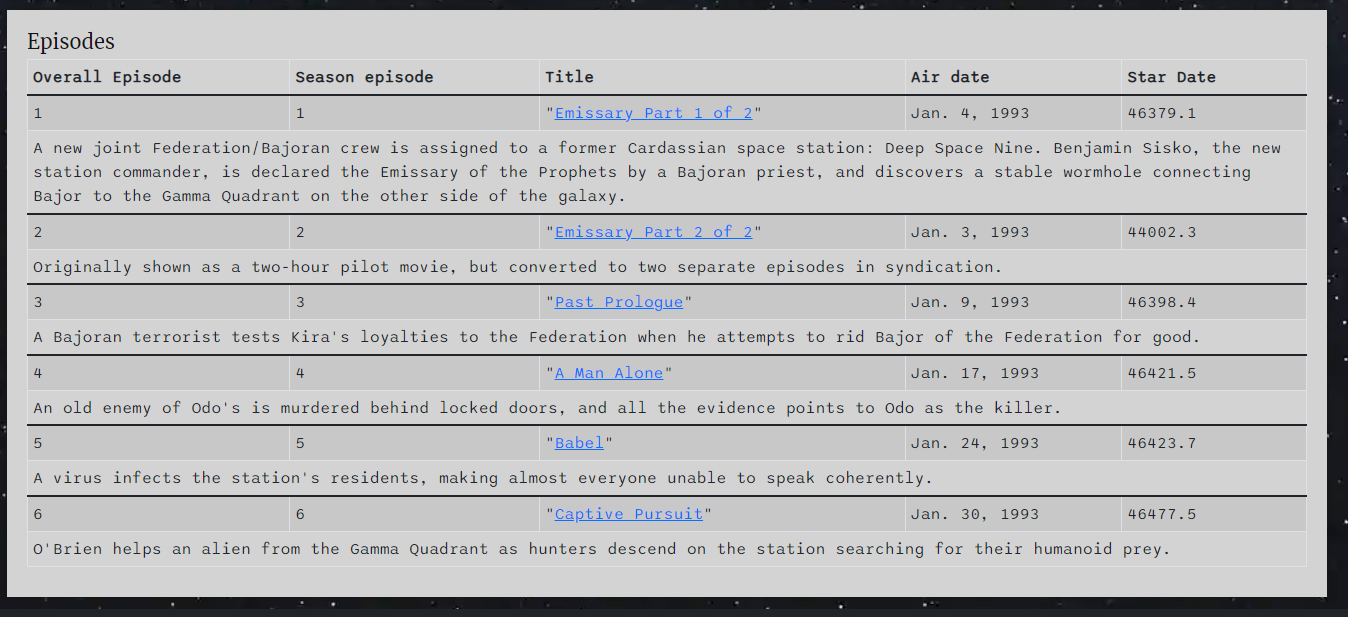 Episodes
Overall Episode Season episode Title Air date Star Date
1 1 "Emissary Part 1 of 2" Jan. 4, 1993 46379.1
A new joint Federation/Bajoran crew is assigned to a former Cardassian space station: Deep Space Nine. Benjamin Sisko, the new
station commander, is declared the Emissary of the Prophets by a Bajoran priest, and discovers a stable wormhole connecting
Bajor to the Gamma Quadrant on the other side of the galaxy.
2 2 "Emissary Part 2 of 2" Jan. 3, 1993 44002.3
Originally shown as a two-hour pilot movie, but converted to two separate episodes in syndication.
3 3 "Past Prologue" Jan. 9, 1993 46398.4
A Bajoran terrorist tests Kira's loyalties to the Federation when he attempts to rid Bajor of the Federation for good.
4 4 "A Man Alone" Jan. 17, 1993 46421.5
An old enemy of Odo's is murdered behind locked doors, and all the evidence points to Odo as the killer.
5 5 "Babel" Jan. 24, 1993 46423.7
A virus infects the station's residents, making almost everyone unable to speak coherently.
6 6 "Captive Pursuit" Jan. 30, 1993 46477.5
O'Brien helps an alien from the Gamma Quadrant as hunters descend on the station searching for their humanoid prey.